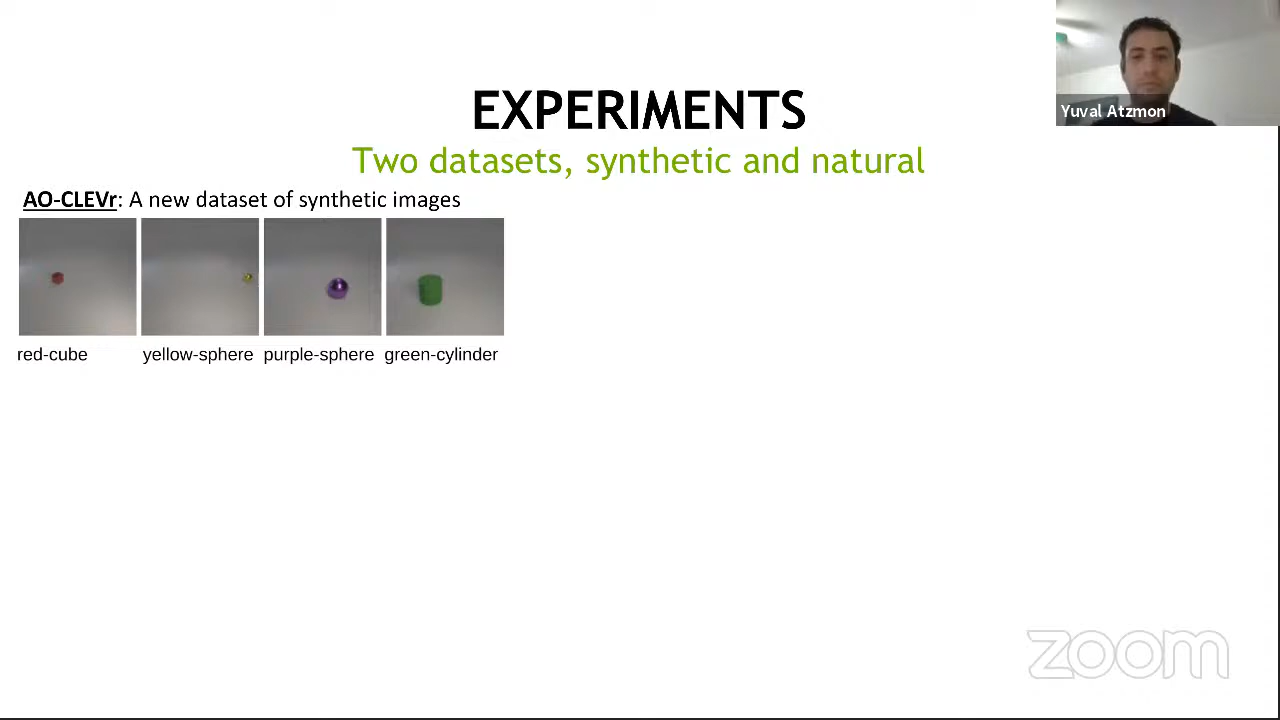 Yuval Atzmon
EXPERIMENTS
Two datasets, synthetic and natural
AO-CLEVr: A new dataset of synthetic images
red-cube yellow-sphere purple-sphere green-cylinder
zoom